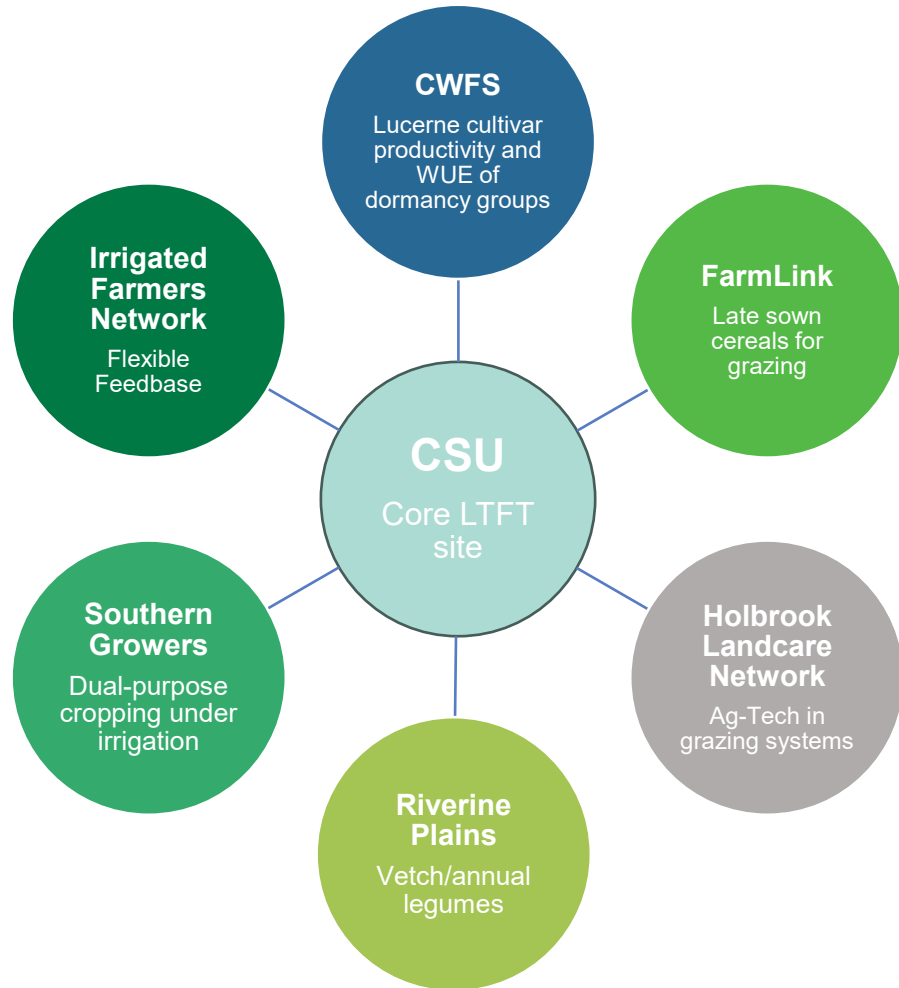 CWFS
Lucerne cultivar
productivity and
WUE of
dormancy groups
Irrigated
Farmers
Network
Flexible
Feedbase
FarmLink
Late sown
cereals for
grazing
CSU
Core LTFT
site
Southern
Growers
Dual-purpose
cropping under
irrigation
Holbrook
Landcare
Network
Ag-Tech in
grazing systems
Riverine
Plains
Vetch/annual
legumes